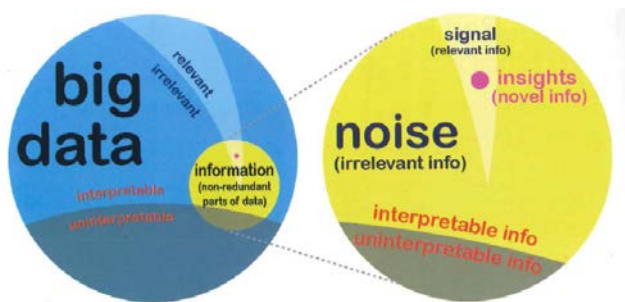 big
data
relevant
irrelevant
information
(non-redundant
parts of data)
interpretable
uninterpretable
signal
(relevant info)
insights
(novel info)
noise
(irrelevant info)
interpretable info
uninterpretable info